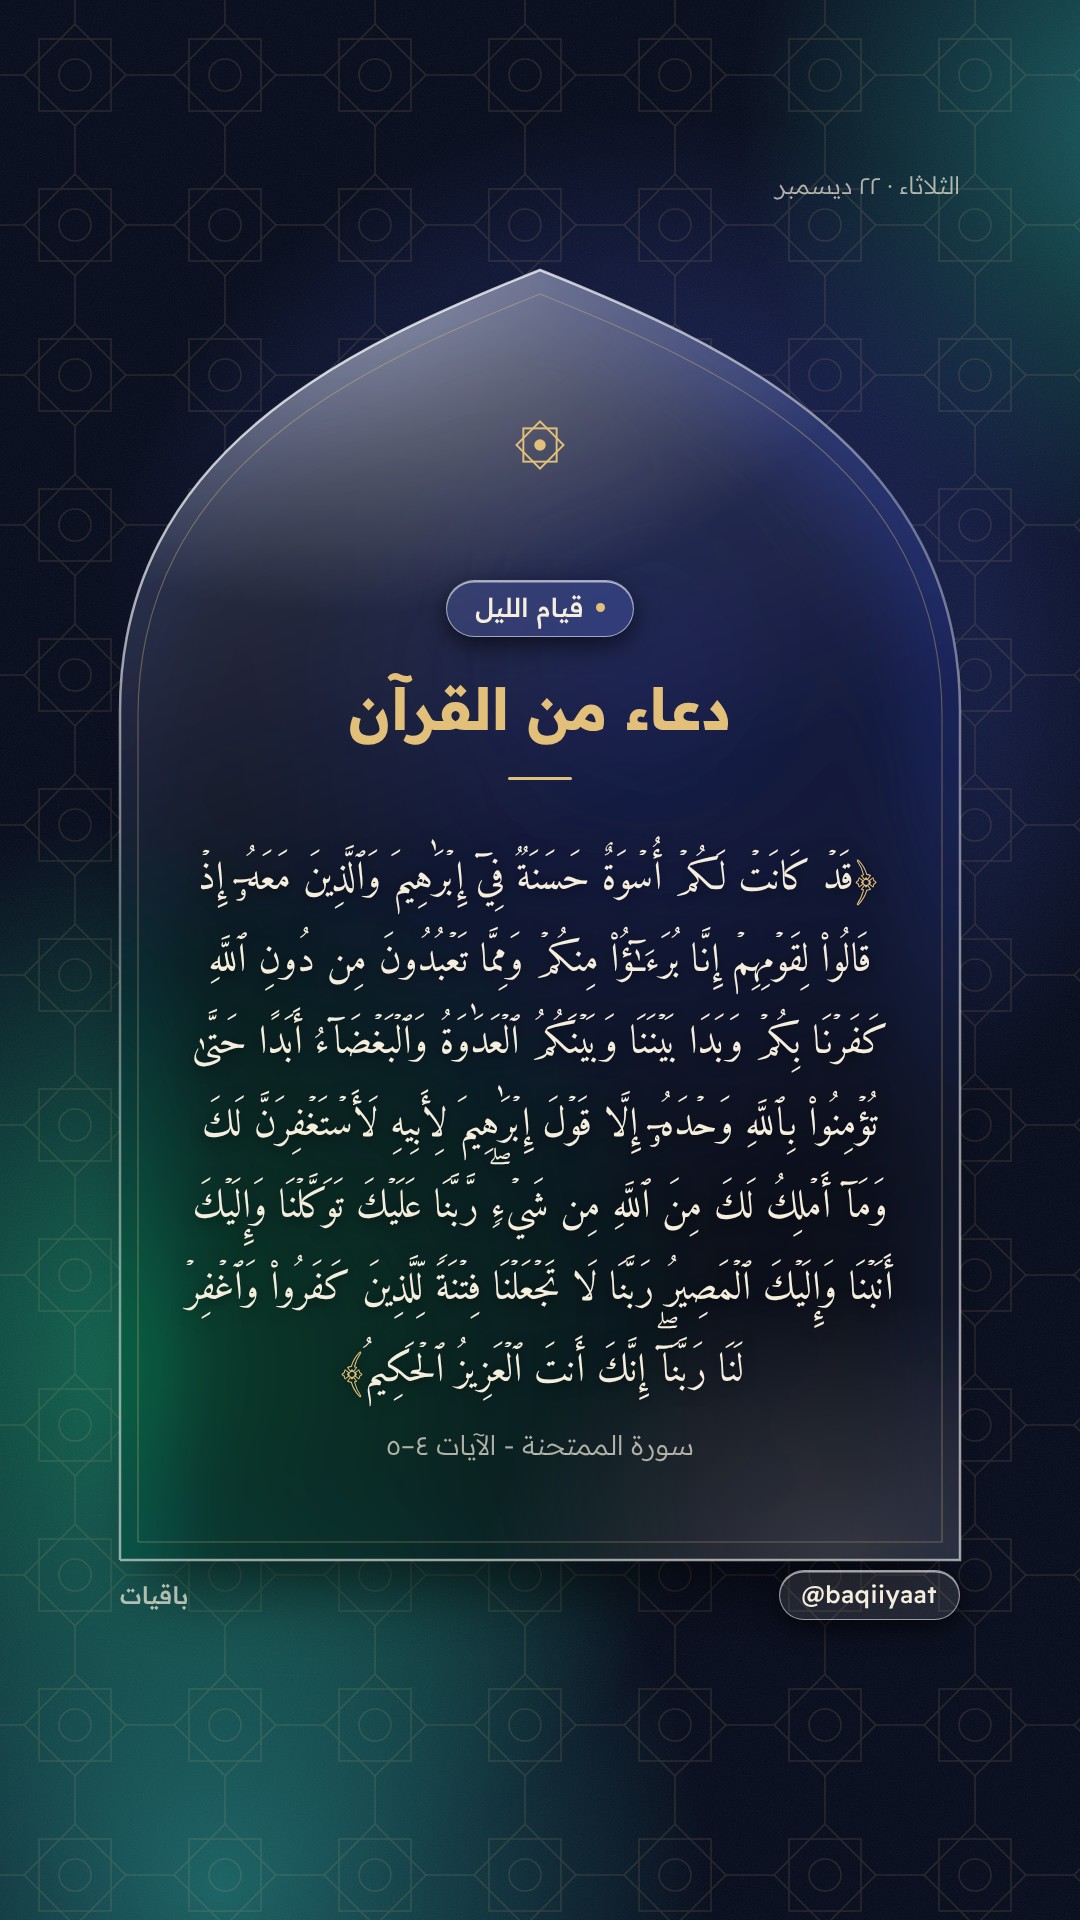 الثلاثاء · ٢٢ ديسمبر
قيام الليل
دعاء من القرآن
﴿قَدۡ كَانَتۡ لَكُمۡ أُسۡوَةٌ حَسَنَةٞ فِيٓ إِبۡرَٰهِيمَ وَٱلَّذِينَ مَعَهُۥٓ إِذۡ
قَالُواْ لِقَوۡمِهِمۡ إِنَّا بُرَءَٰٓؤُاْ مِنكُمۡ وَمِمَّا تَعۡبُدُونَ مِن دُونِ ٱللَّهِ
كَفَرۡنَا بِكُمۡ وَبَدَا بَيۡنَنَا وَبَيۡنَكُمُ ٱلۡعَدَٰوَةُ وَٱلۡبَغۡضَآءُ أَبَدًا حَتَّىٰ
تُؤۡمِنُواْ بِٱللَّهِ وَحۡدَهُۥٓ إِلَّا قَوۡلَ إِبۡرَٰهِيمَ لِأَبِيهِ لَأَسۡتَغۡفِرَنَّ لَكَ
وَمَآ أَمۡلِكُ لَكَ مِنَ ٱللَّهِ مِن شَيۡءٖۖ رَّبَّنَا عَلَيۡكَ تَوَكَّلۡنَا وَإِلَيۡكَ
أَنَبۡنَا وَإِلَيۡكَ ٱلۡمَصِيرُ رَبَّنَا لَا تَجۡعَلۡنَا فِتۡنَةٗ لِّلَّذِينَ كَفَرُواْ وَٱغۡفِرۡ
لَنَا رَبَّنَآۖ إِنَّكَ أَنتَ ٱلۡعَزِيزُ ٱلۡحَكِيمُ﴾
سورة الممتحنة - الآيات ٤-٥
@baqiiyaat
باقيات